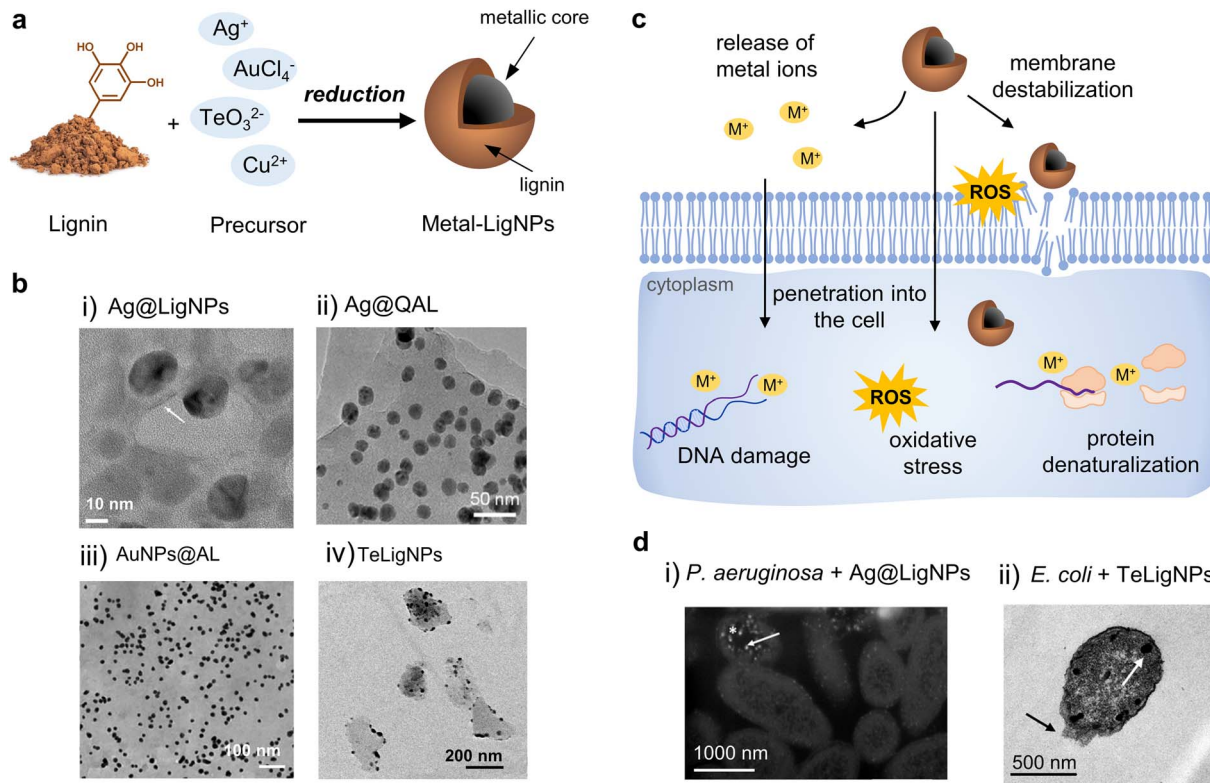 a
HO
OH
OH
Lignin
+
Ag⁺
AuCl₄⁻
TeO₃²⁻
Cu²⁺
Precursor
reduction
metallic core
lignin
Metal-LigNPs
b
i) Ag@LigNPs
10 nm
ii) Ag@QAL
50 nm
iii) AuNPs@AL
100 nm
iv) TeLigNPs
200 nm
c
release of
metal ions
M⁺
M⁺
M⁺
membrane
destabilization
ROS
cytoplasm
penetration into
the cell
M⁺
M⁺
DNA damage
ROS
oxidative
stress
M⁺
M⁺
protein
denaturalization
d
i) P. aeruginosa + Ag@LigNPs
*
1000 nm
ii) E. coli + TeLigNPs
500 nm